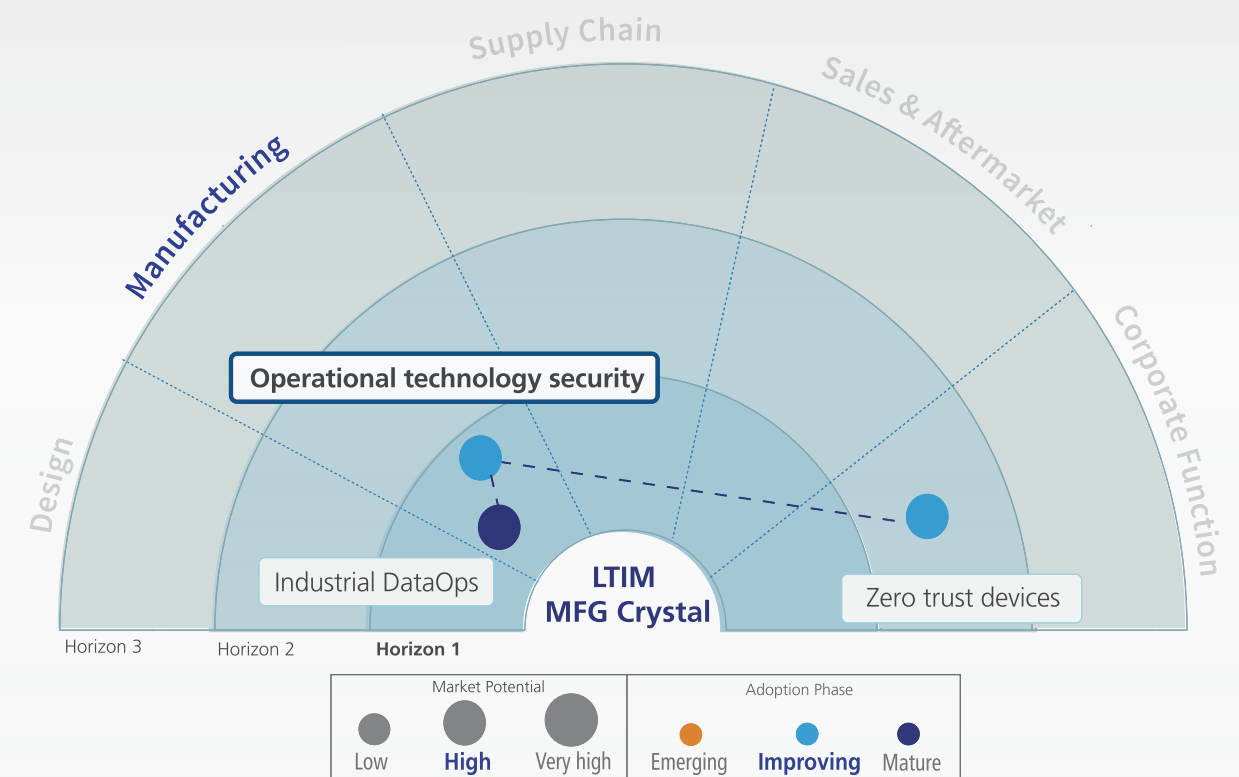 Supply Chain
Sales & Aftermarket
Manufacturing
Corporate Function
Design
Operational technology security
Industrial DataOps
LTIM
MFG Crystal
Zero trust devices
Horizon 3
Horizon 2
Horizon 1
Market Potential
Low
High
Very high
Adoption Phase
Emerging
Improving
Mature